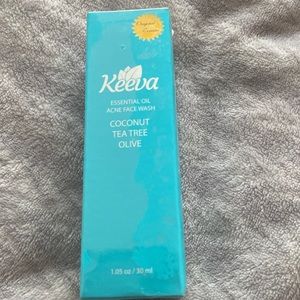 Keeva
ESSENTIAL OIL
ACNE FACE WASH
COCONUT
TEA TREE
OLIVE
1.05 oz / 30 ml